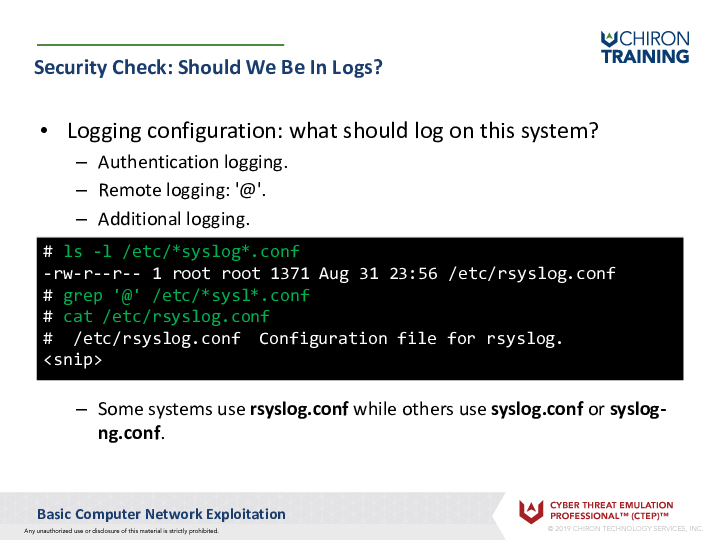 CHIRON
TRAINING
Security Check: Should We Be In Logs?
• Logging configuration: what should log on this system?
– Authentication logging.
– Remote logging: '@'.
– Additional logging.
# ls -l /etc/*syslog*.conf
-rw-r--r-- 1 root root 1371 Aug 31 23:56 /etc/rsyslog.conf
# grep '@' /etc/*sysl*.conf
# cat /etc/rsyslog.conf
#  /etc/rsyslog.conf  Configuration file for rsyslog.
<snip>
– Some systems use rsyslog.conf while others use syslog.conf or syslog-
ng.conf.
Basic Computer Network Exploitation
Any unauthorized use or disclosure of this material is strictly prohibited.
CYBER THREAT EMULATION
PROFESSIONAL™ (CTEP)™
© 2019 CHIRON TECHNOLOGY SERVICES, INC.